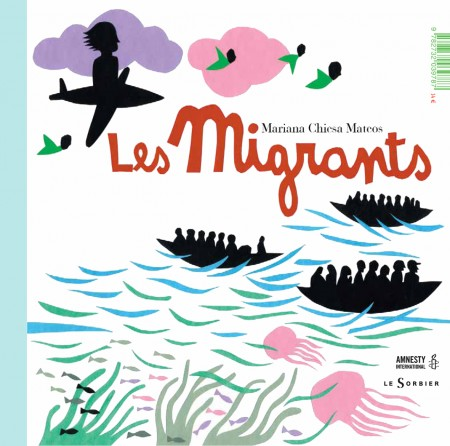 Mariana Chiesa Mateos
Les Migrants
AMNESTY
INTERNATIONAL
LE SORBIER